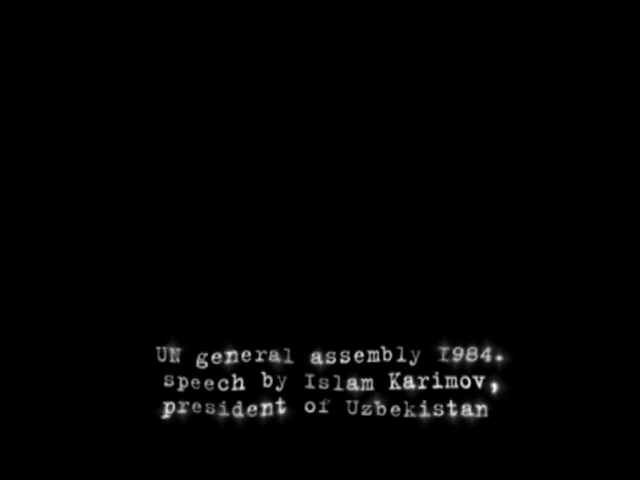 UN general assembly 1984.
speech by Islam Karimov,
president of Uzbekistan